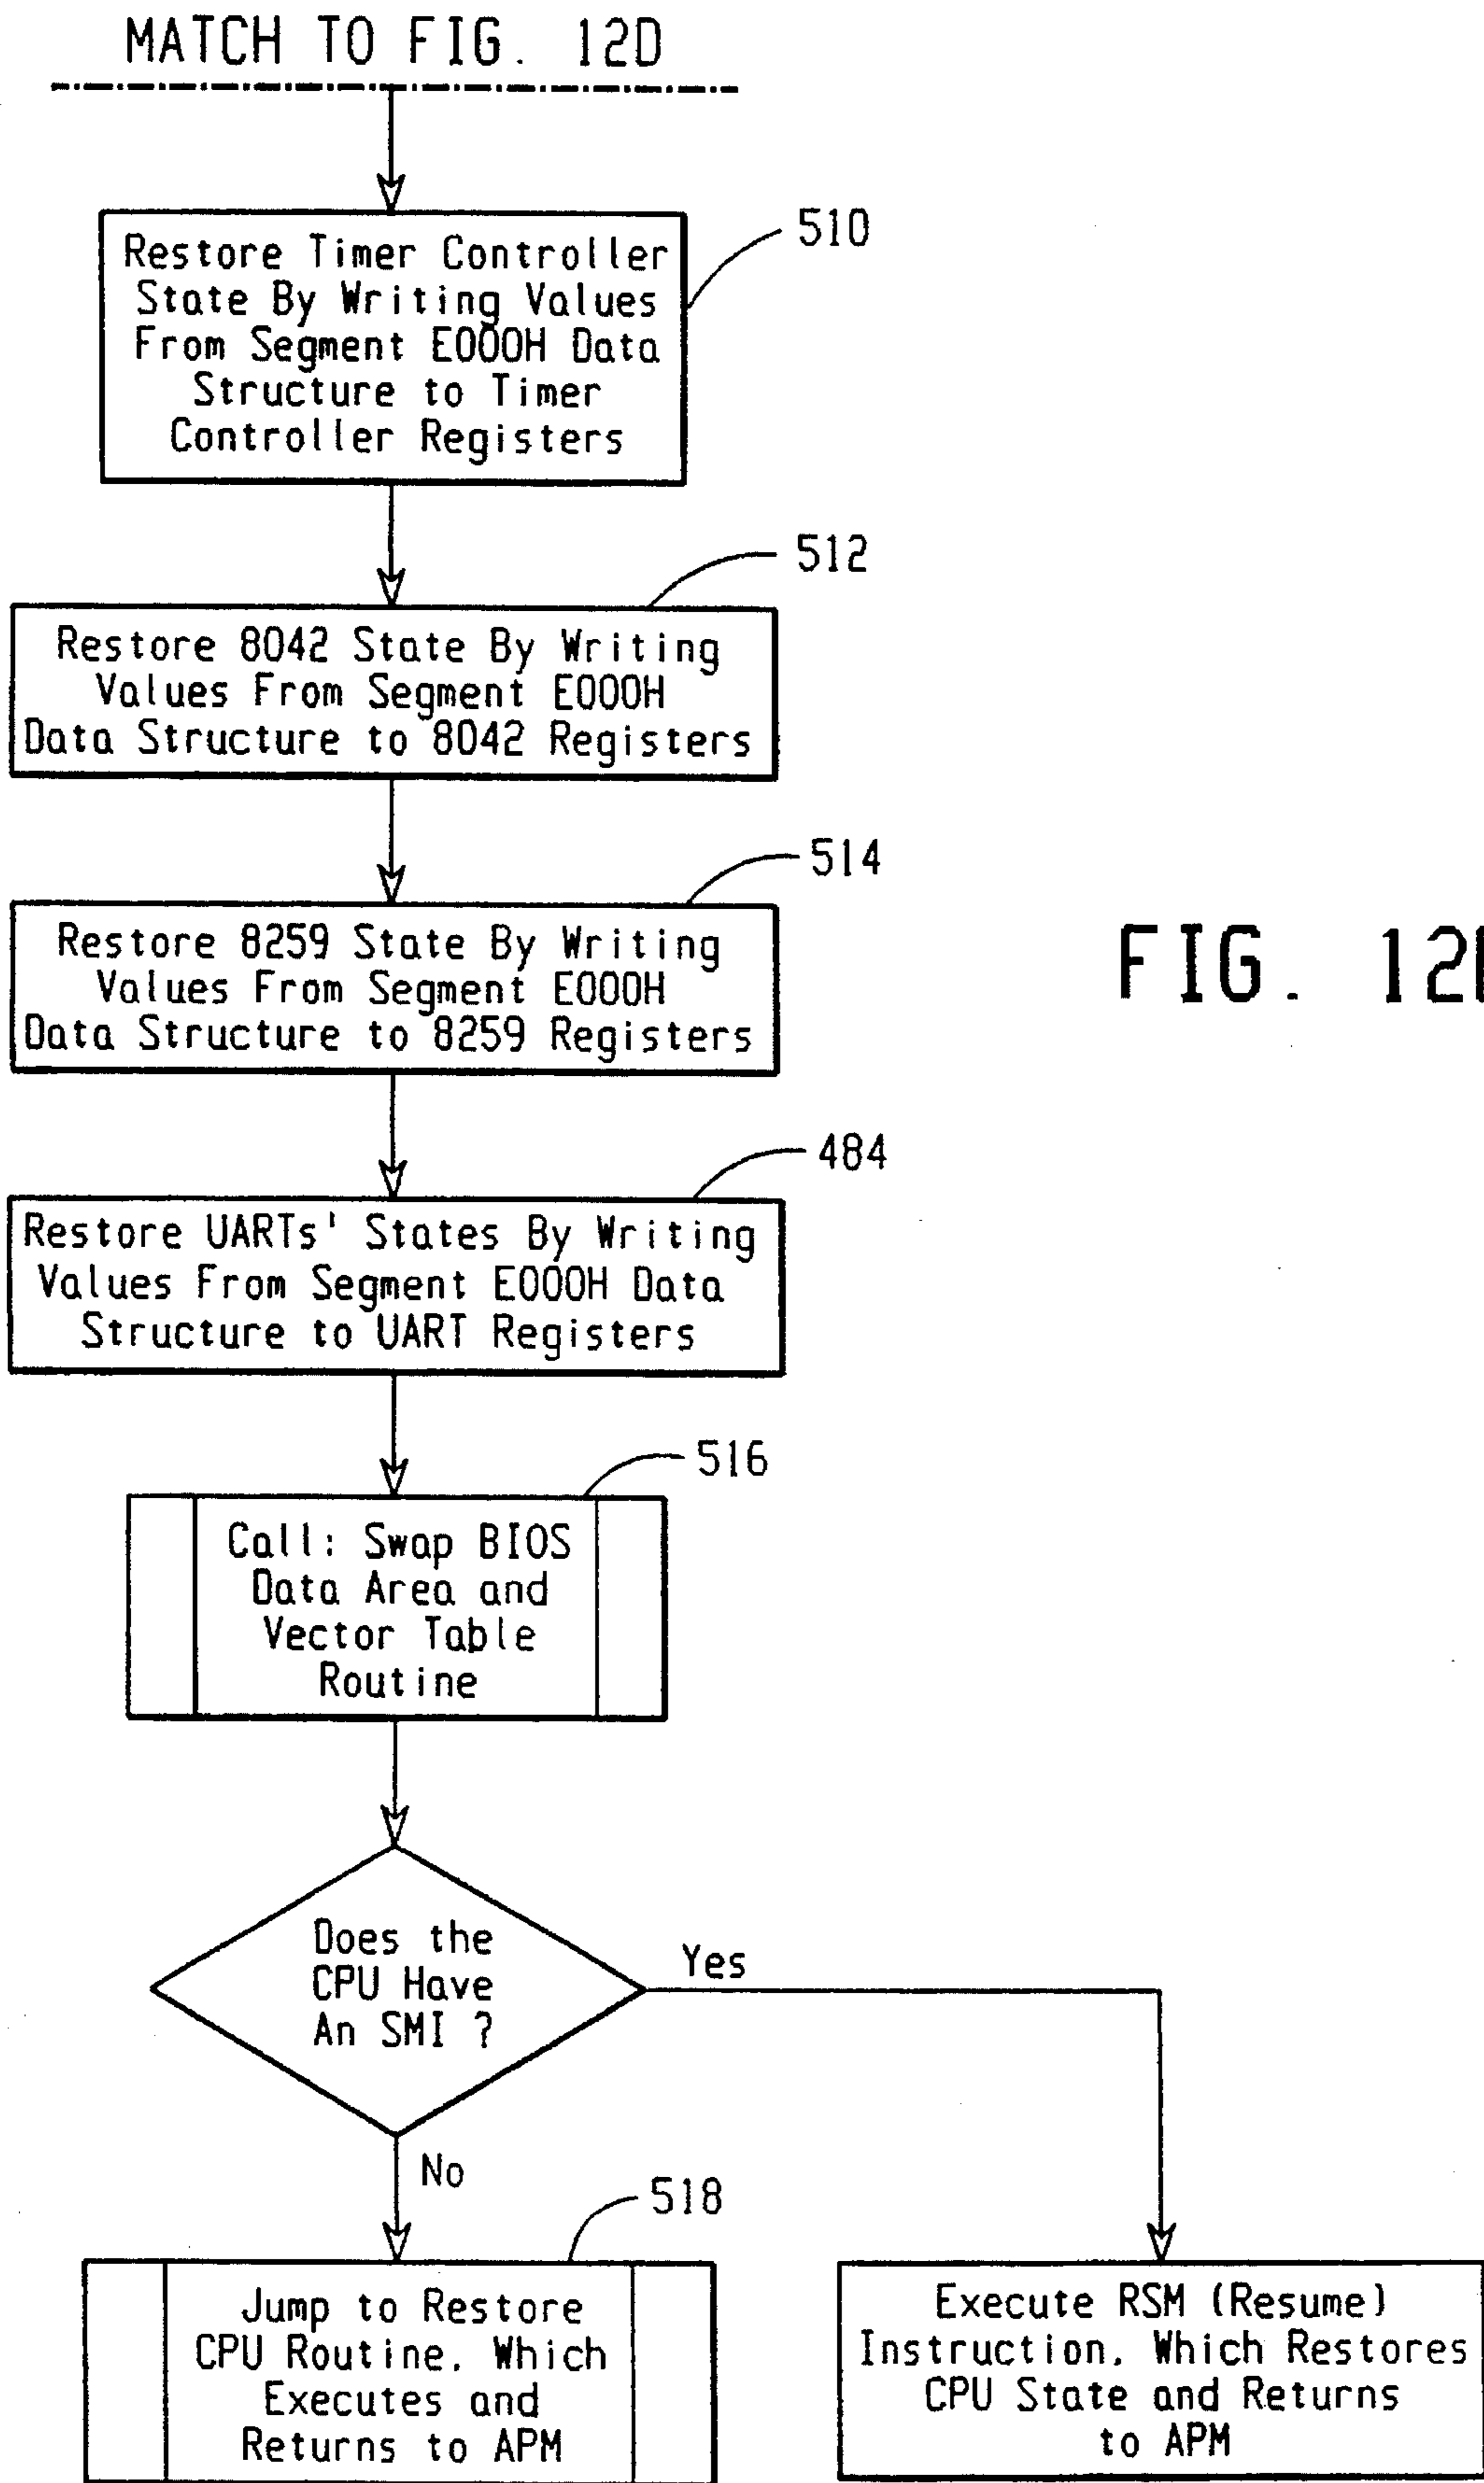 MATCH TO FIG. 12D
510
Restore Timer Controller
State By Writing Values
From Segment E000H Data
Structure to Timer
Controller Registers
512
Restore 8042 State By Writing
Values From Segment E000H
Data Structure to 8042 Registers
514
Restore 8259 State By Writing
Values From Segment E000H
Data Structure to 8259 Registers
FIG. 12
484
Restore UARTs' States By Writing
Values From Segment E000H Data
Structure to UART Registers
516
Call: Swap BIOS
Data Area and
Vector Table
Routine
Does the
CPU Have
An SMI ?
Yes
No
518
Jump to Restore
CPU Routine, Which
Executes and
Returns to APM
Execute RSM (Resume)
Instruction, Which Restores
CPU State and Returns
to APM